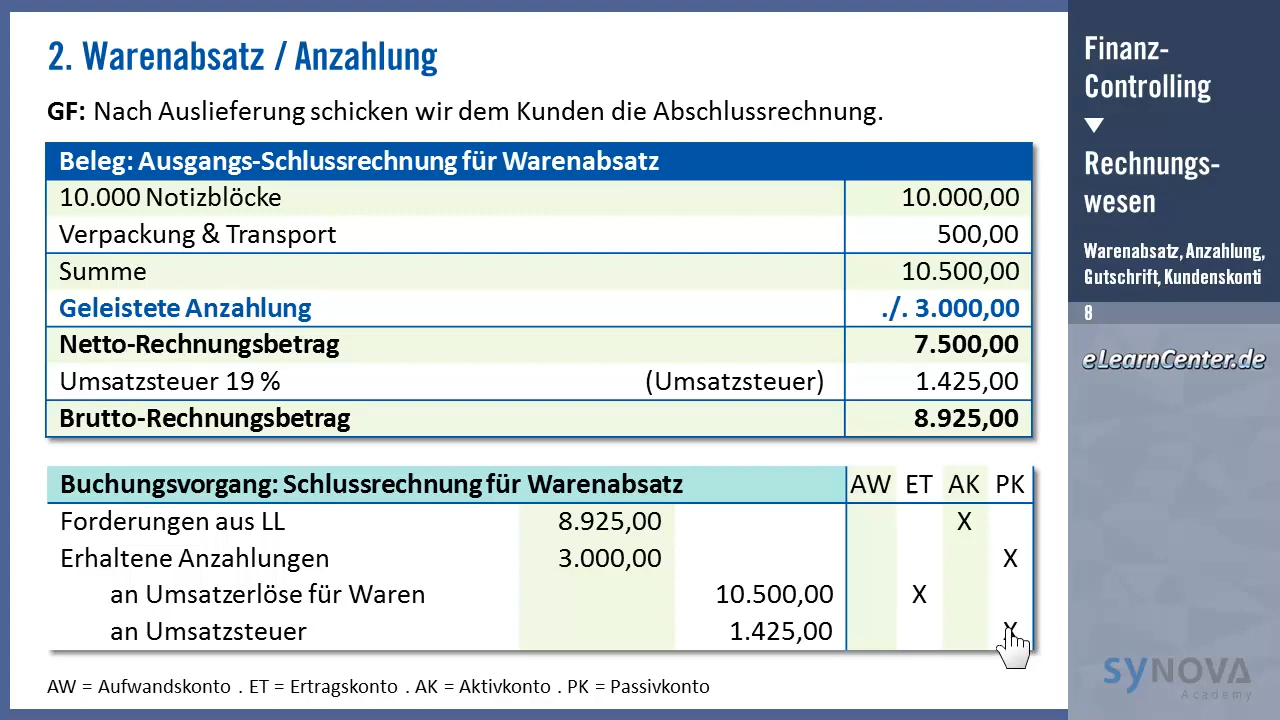 2. Warenabsatz / Anzahlung
GF: Nach Auslieferung schicken wir dem Kunden die Abschlussrechnung.
Beleg: Ausgangs-Schlussrechnung für Warenabsatz
10.000 Notizblöcke 10.000,00
Verpackung & Transport 500,00
Summe 10.500,00
Geleistete Anzahlung ./. 3.000,00
Netto-Rechnungsbetrag 7.500,00
Umsatzsteuer 19 % (Umsatzsteuer) 1.425,00
Brutto-Rechnungsbetrag 8.925,00
Buchungsvorgang: Schlussrechnung für Warenabsatz AW ET AK PK
Forderungen aus LL 8.925,00 X
Erhaltene Anzahlungen 3.000,00 X
an Umsatzerlöse für Waren 10.500,00 X
an Umsatzsteuer 1.425,00 X
AW = Aufwandskonto . ET = Ertragskonto . AK = Aktivkonto . PK = Passivkonto
Finanz-
Controlling
Rechnungs-
wesen
Warenabsatz, Anzahlung,
Gutschrift, Kundenskonti
8
eLearnCenter.de
SYNOVA
Academy